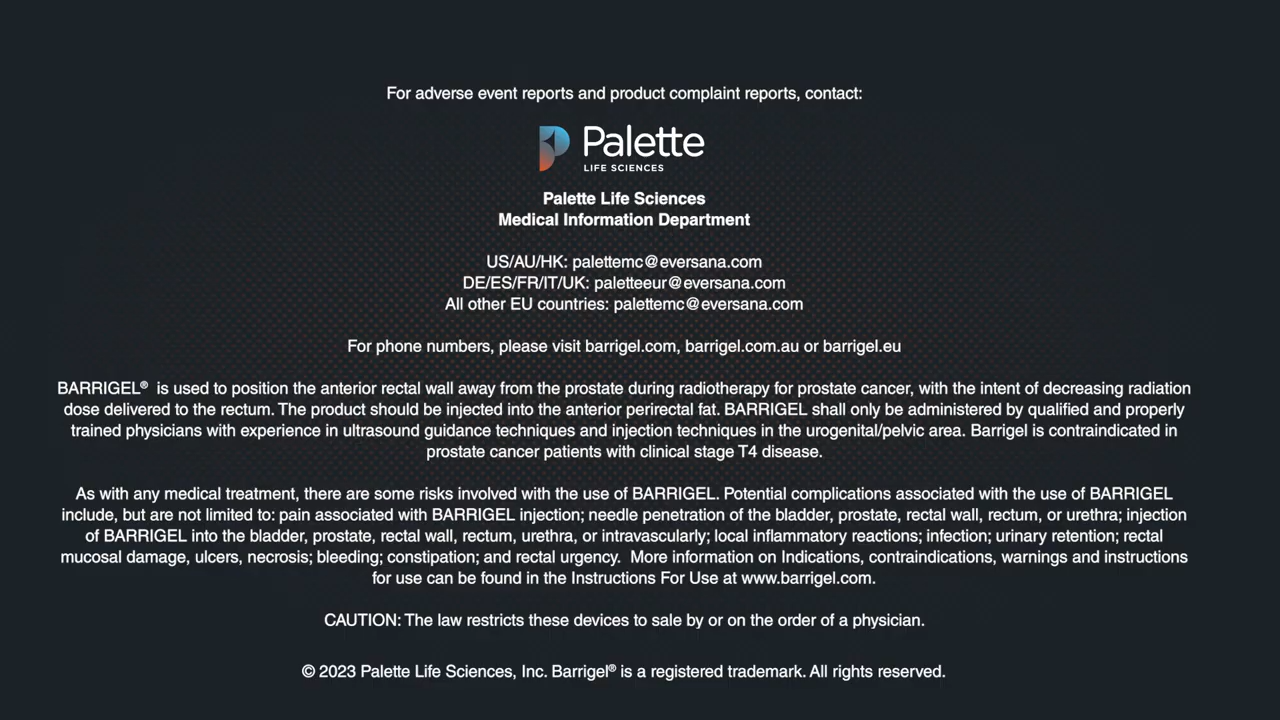 For adverse event reports and product complaint reports, contact:
Palette
LIFE SCIENCES
Palette Life Sciences
Medical Information Department
US/AU/HK: palettemc@eversana.com
DE/ES/FR/IT/UK: paletteeur@eversana.com
All other EU countries: palettemc@eversana.com
For phone numbers, please visit barrigel.com, barrigel.com.au or barrigel.eu
BARRIGEL® is used to position the anterior rectal wall away from the prostate during radiotherapy for prostate cancer, with the intent of decreasing radiation
dose delivered to the rectum. The product should be injected into the anterior perirectal fat. BARRIGEL shall only be administered by qualified and properly
trained physicians with experience in ultrasound guidance techniques and injection techniques in the urogenital/pelvic area. Barrigel is contraindicated in
prostate cancer patients with clinical stage T4 disease.
As with any medical treatment, there are some risks involved with the use of BARRIGEL. Potential complications associated with the use of BARRIGEL
include, but are not limited to: pain associated with BARRIGEL injection; needle penetration of the bladder, prostate, rectal wall, rectum, or urethra; injection
of BARRIGEL into the bladder, prostate, rectal wall, rectum, urethra, or intravascularly; local inflammatory reactions; infection; urinary retention; rectal
mucosal damage, ulcers, necrosis; bleeding; constipation; and rectal urgency. More information on Indications, contraindications, warnings and instructions
for use can be found in the Instructions For Use at www.barrigel.com.
CAUTION: The law restricts these devices to sale by or on the order of a physician.
© 2023 Palette Life Sciences, Inc. Barrigel® is a registered trademark. All rights reserved.